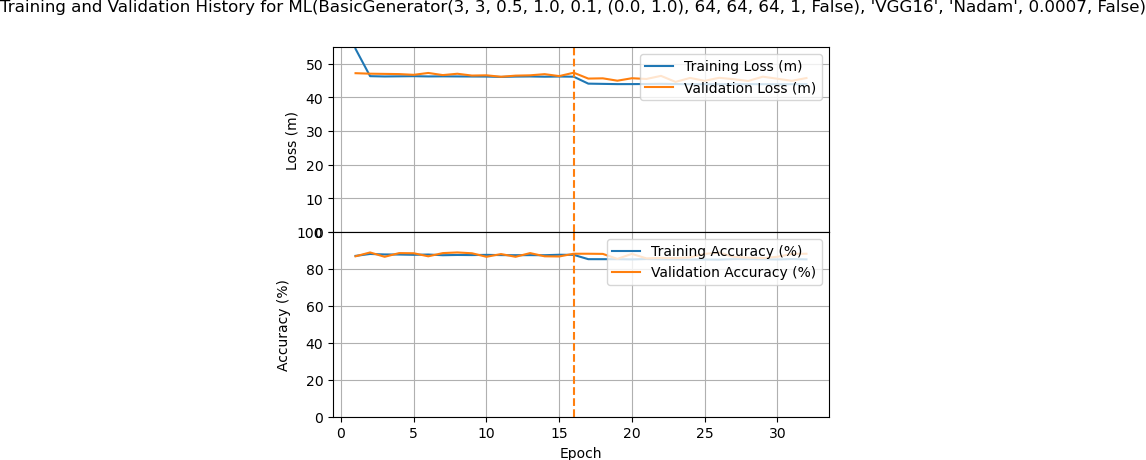 Training and Validation History for ML(BasicGenerator(3, 3, 0.5, 1.0, 0.1, (0.0, 1.0), 64, 64, 64, 1, False), 'VGG16', 'Nadam', 0.0007, False)
Loss (m)
50
40
30
20
10
0
Training Loss (m)
Validation Loss (m)
Accuracy (%)
100
80
60
40
20
0
Training Accuracy (%)
Validation Accuracy (%)
0 5 10 15 20 25 30
Epoch